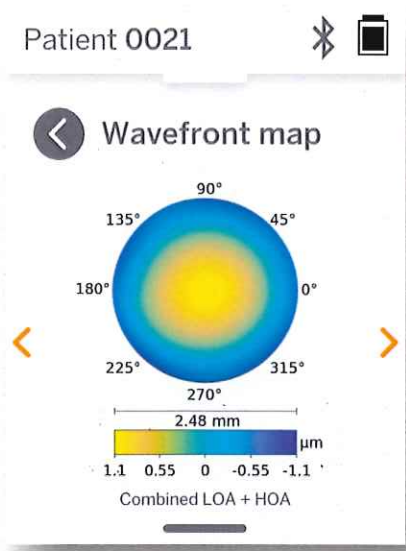 Patient 0021
Wavefront map
90°
135° 45°
180° 0°
225° 315°
270°
2.48 mm
μm
1.1 0.55 0 -0.55 -1.1
Combined LOA + HOA